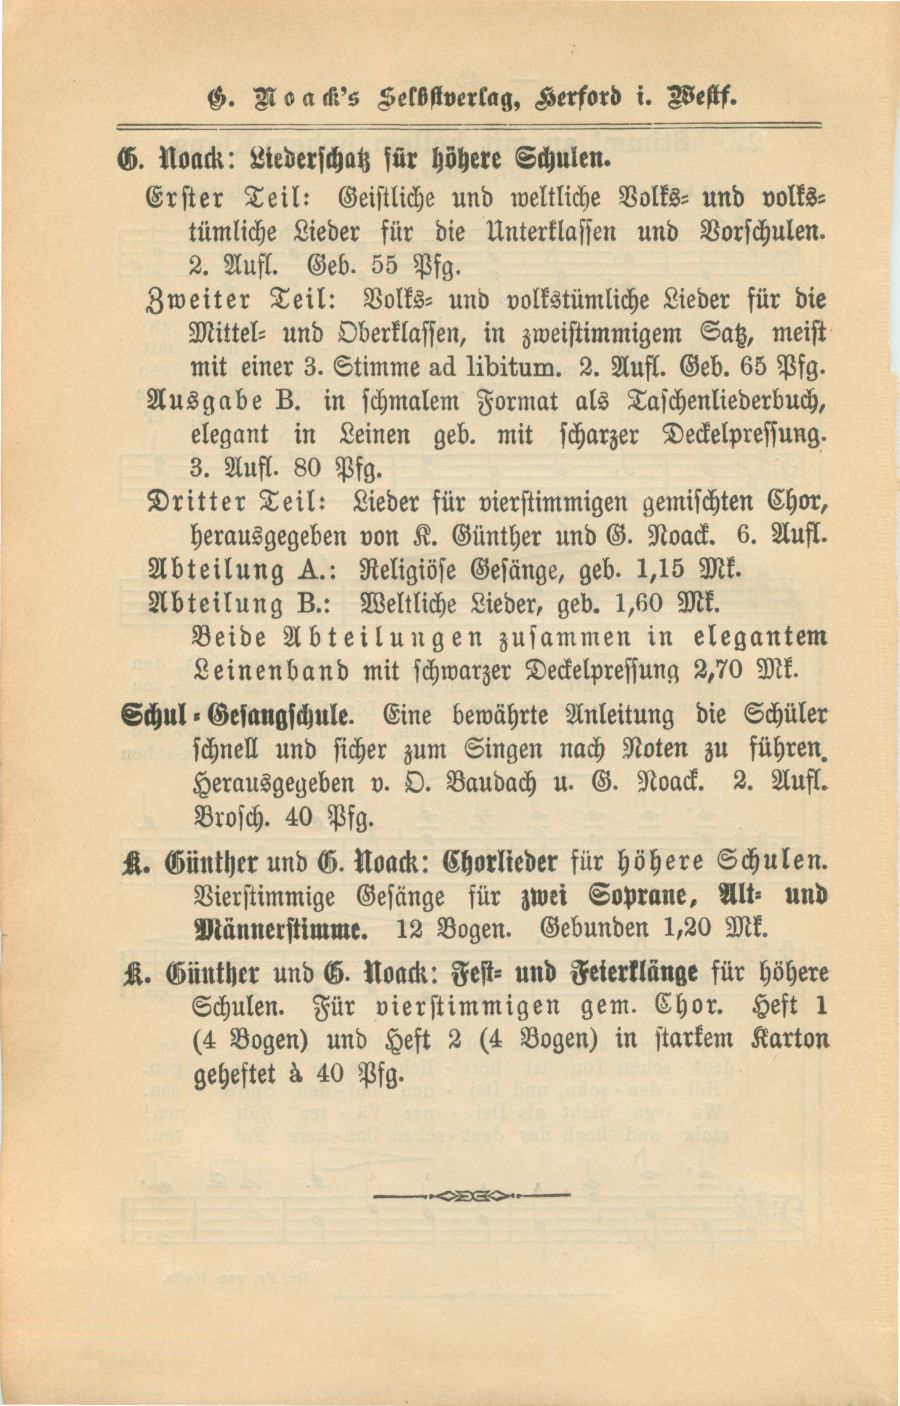 G. Noack's Selbstverlag, Herford i. Westf.
G. Noack: Liederschatz für höhere Schulen.
Erster Teil: Geistliche und weltliche Volks- und volks-
tümliche Lieder für die Unterklassen und Vorschulen.
2. Aufl. Geb. 55 Pfg.
Zweiter Teil: Volks- und volkstümliche Lieder für die
Mittel- und Oberklassen, in zweistimmigem Satz, meist
mit einer 3. Stimme ad libitum. 2. Aufl. Geb. 65 Pfg.
Ausgabe B. in schmalem Format als Taschenliederbuch,
elegant in Leinen geb. mit scharzer Deckelpressung.
3. Aufl. 80 Pfg.
Dritter Teil: Lieder für vierstimmigen gemischten Chor,
herausgegeben von K. Günther und G. Noack. 6. Aufl.
Abteilung A.: Religiöse Gesänge, geb. 1,15 Mk.
Abteilung B.: Weltliche Lieder, geb. 1,60 Mk.
Beide Abteilungen zusammen in elegantem
Leinenband mit schwarzer Deckelpressung 2,70 Mk.
Schul-Gesangschule. Eine bewährte Anleitung die Schüler
schnell und sicher zum Singen nach Noten zu führen.
Herausgegeben v. O. Baudach u. G. Noack. 2. Aufl.
Brosch. 40 Pfg.
K. Günther und G. Noack: Chorlieder für höhere Schulen.
Vierstimmige Gesänge für zwei Soprane, Alt- und
Männerstimme. 12 Bogen. Gebunden 1,20 Mk.
K. Günther und G. Noack: Fest- und Feierklänge für höhere
Schulen. Für vierstimmigen gem. Chor. Heft 1
(4 Bogen) und Heft 2 (4 Bogen) in starkem Karton
geheftet à 40 Pfg.